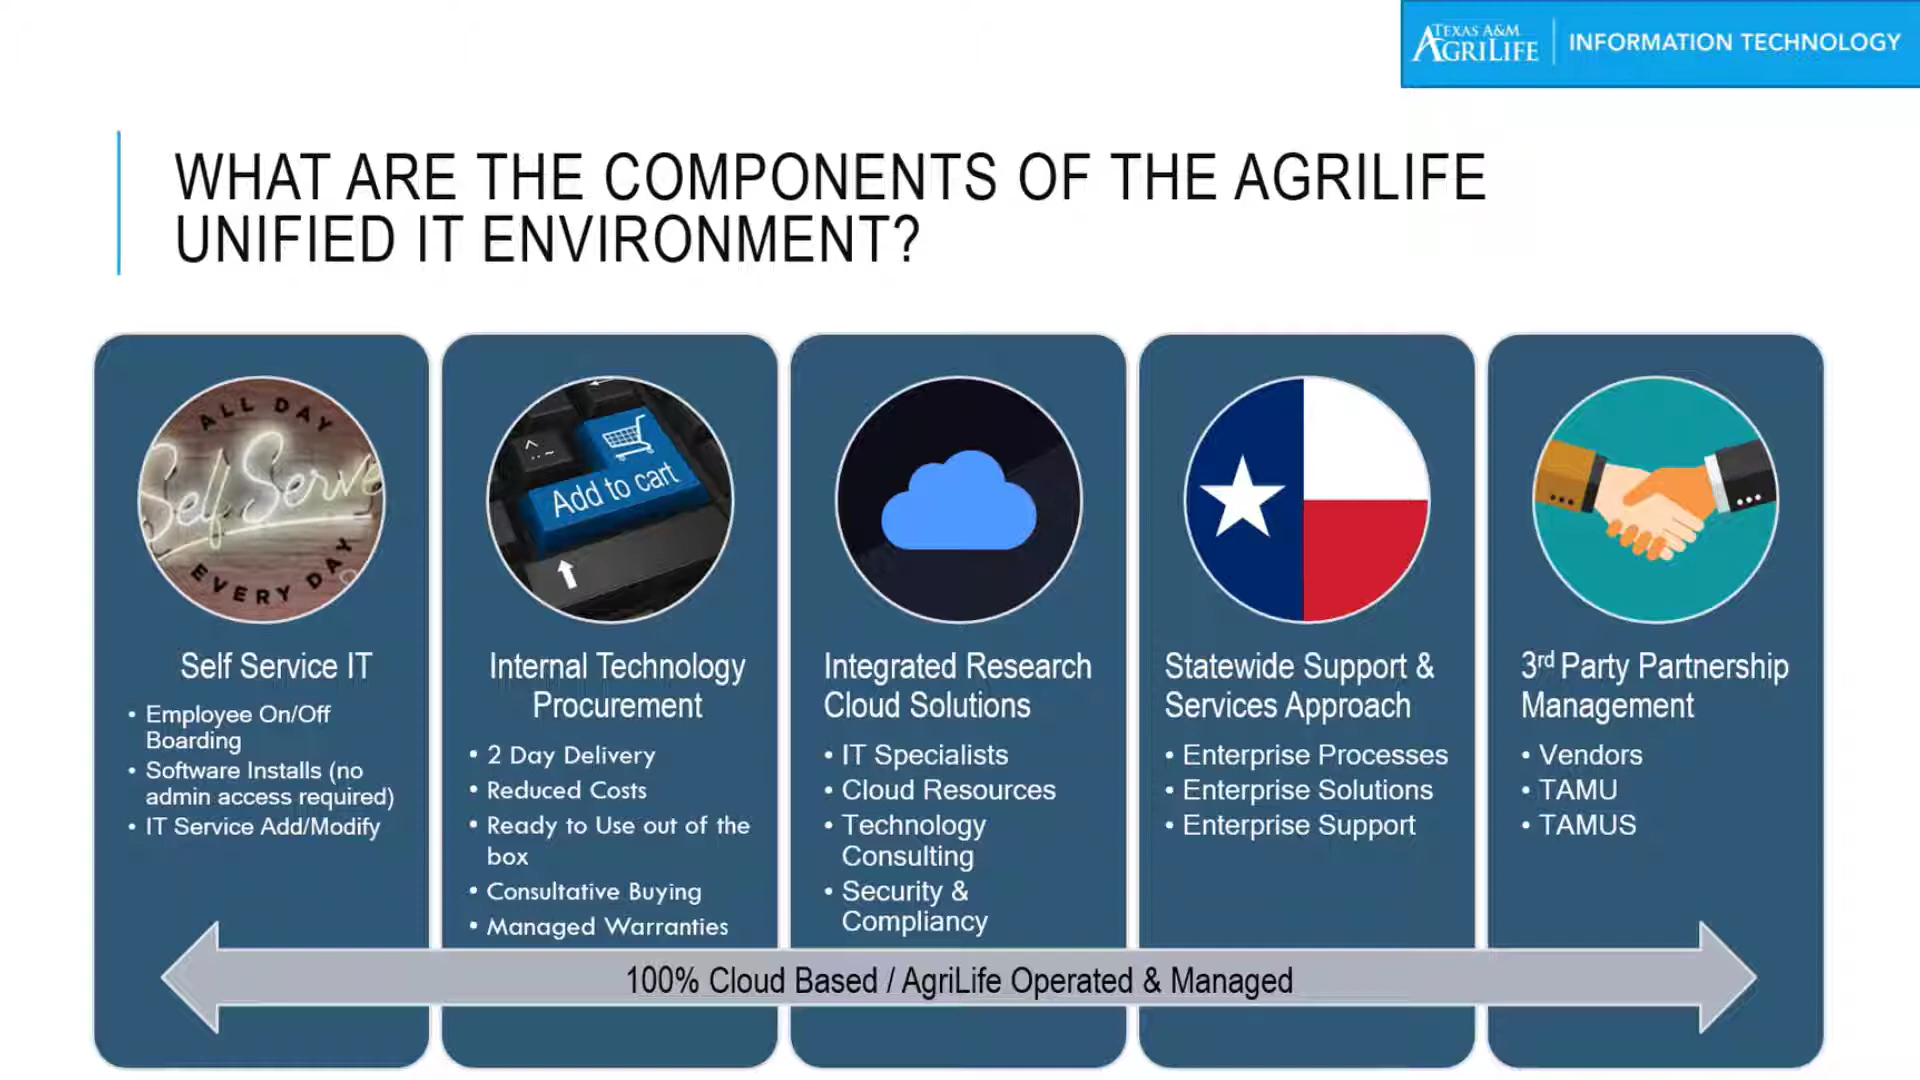 TEXAS A&M
AGRILIFE
INFORMATION TECHNOLOGY
WHAT ARE THE COMPONENTS OF THE AGRILIFE
UNIFIED IT ENVIRONMENT?
ALL DAY
Self Serve
EVERY DAY
Self Service IT
• Employee On/Off
Boarding
• Software Installs (no
admin access required)
• IT Service Add/Modify
Add to cart
Internal Technology
Procurement
• 2 Day Delivery
• Reduced Costs
• Ready to Use out of the
box
• Consultative Buying
• Managed Warranties
Integrated Research
Cloud Solutions
• IT Specialists
• Cloud Resources
• Technology
Consulting
• Security &
Compliancy
Statewide Support &
Services Approach
• Enterprise Processes
• Enterprise Solutions
• Enterprise Support
3rd Party Partnership
Management
• Vendors
• TAMU
• TAMUS
100% Cloud Based / AgriLife Operated & Managed